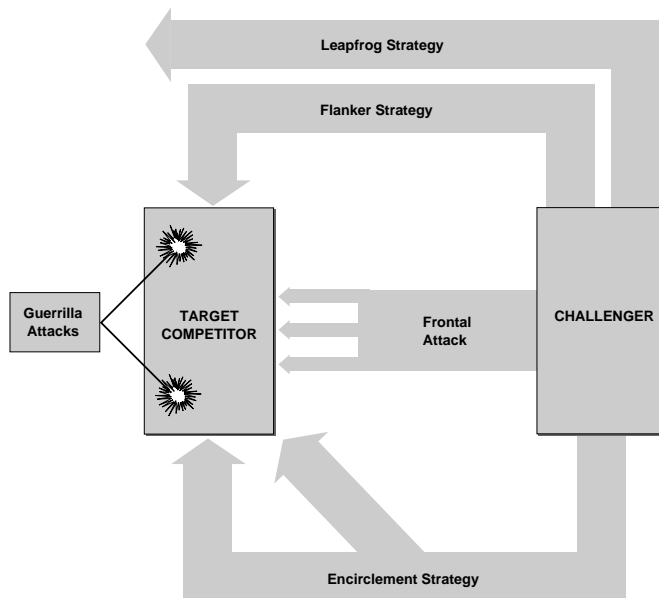 Leapfrog Strategy
Flanker Strategy
Guerrilla
Attacks
TARGET
COMPETITOR
Frontal
Attack
CHALLENGER
Encirclement Strategy